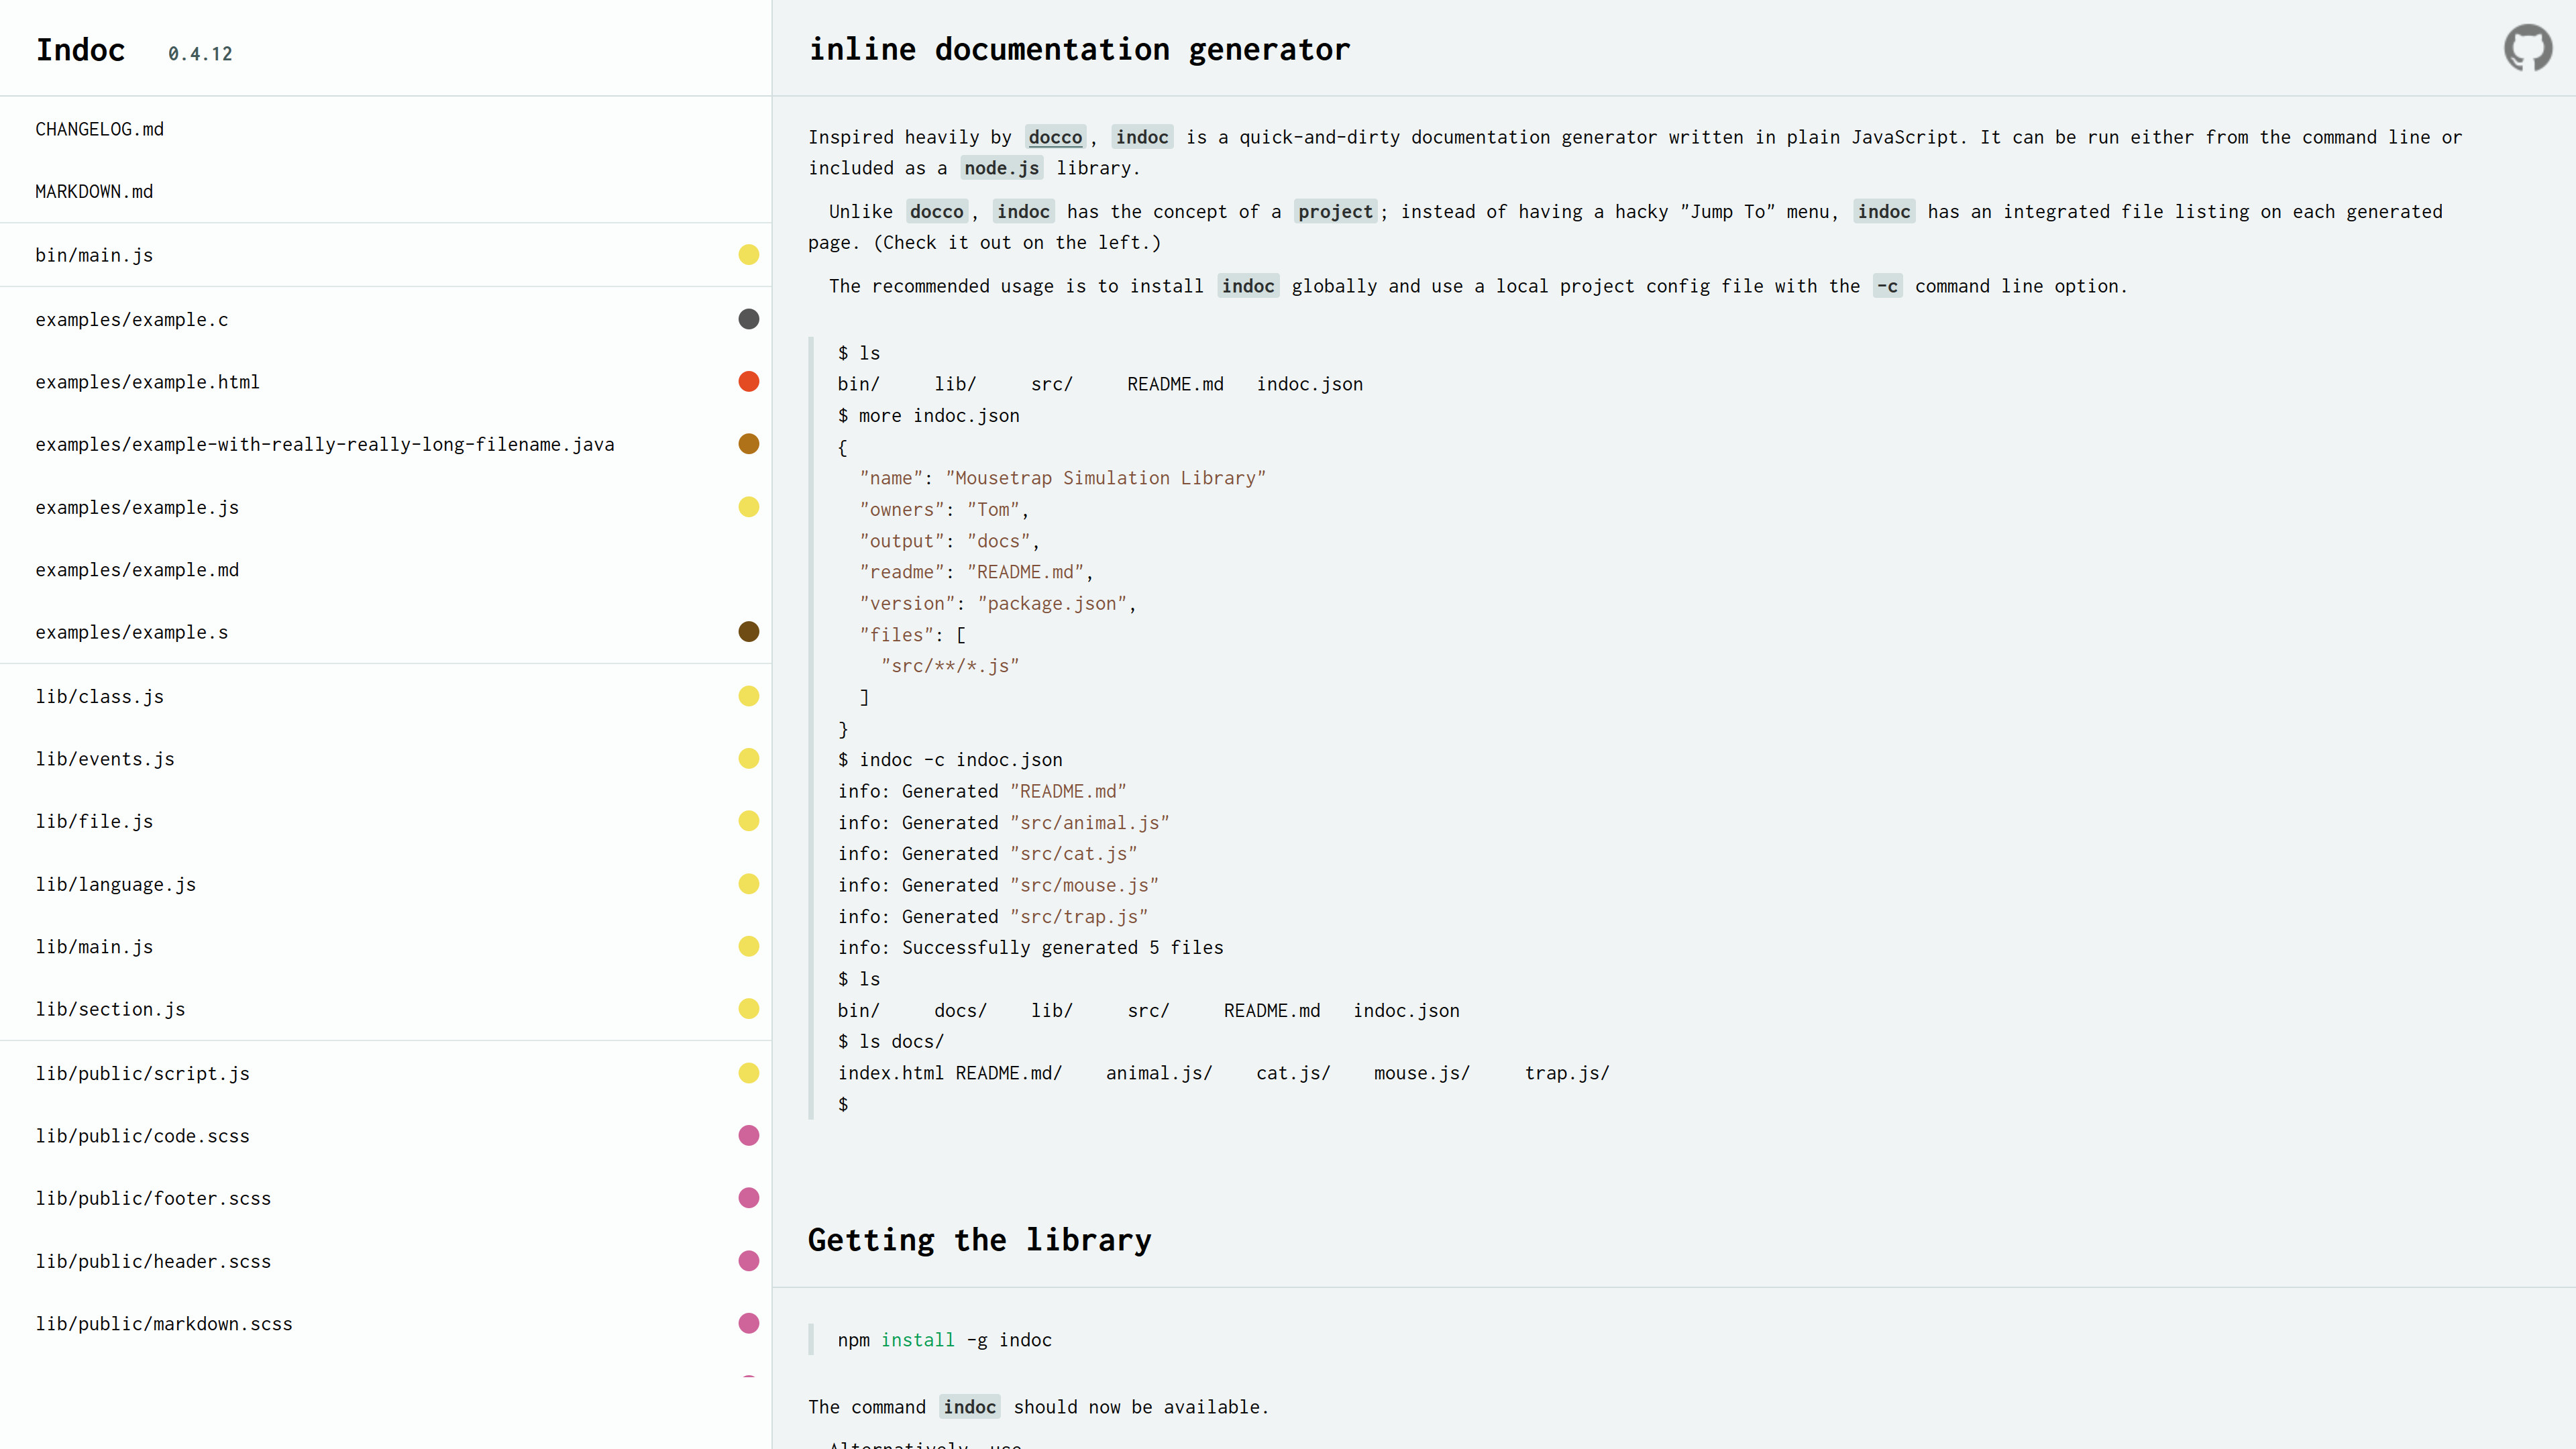 Indoc 0.4.12
CHANGELOG.md
MARKDOWN.md
bin/main.js
examples/example.c
examples/example.html
examples/example-with-really-really-long-filename.java
examples/example.js
examples/example.md
examples/example.s
lib/class.js
lib/events.js
lib/file.js
lib/language.js
lib/main.js
lib/section.js
lib/public/script.js
lib/public/code.scss
lib/public/footer.scss
lib/public/header.scss
lib/public/markdown.scss
inline documentation generator
Inspired heavily by docco, indoc is a quick-and-dirty documentation generator written in plain JavaScript. It can be run either from the command line or
included as a node.js library.
Unlike docco, indoc has the concept of a project; instead of having a hacky "Jump To" menu, indoc has an integrated file listing on each generated
page. (Check it out on the left.)
The recommended usage is to install indoc globally and use a local project config file with the -c command line option.
$ ls
bin/     lib/     src/     README.md   indoc.json
$ more indoc.json
{
  "name": "Mousetrap Simulation Library"
  "owners": "Tom",
  "output": "docs",
  "readme": "README.md",
  "version": "package.json",
  "files": [
    "src/**/*.js"
  ]
}
$ indoc -c indoc.json
info: Generated "README.md"
info: Generated "src/animal.js"
info: Generated "src/cat.js"
info: Generated "src/mouse.js"
info: Generated "src/trap.js"
info: Successfully generated 5 files
$ ls
bin/     docs/    lib/     src/     README.md   indoc.json
$ ls docs/
index.html README.md/    animal.js/    cat.js/    mouse.js/     trap.js/
$
Getting the library
npm install -g indoc
The command indoc should now be available.
Alternatively, use